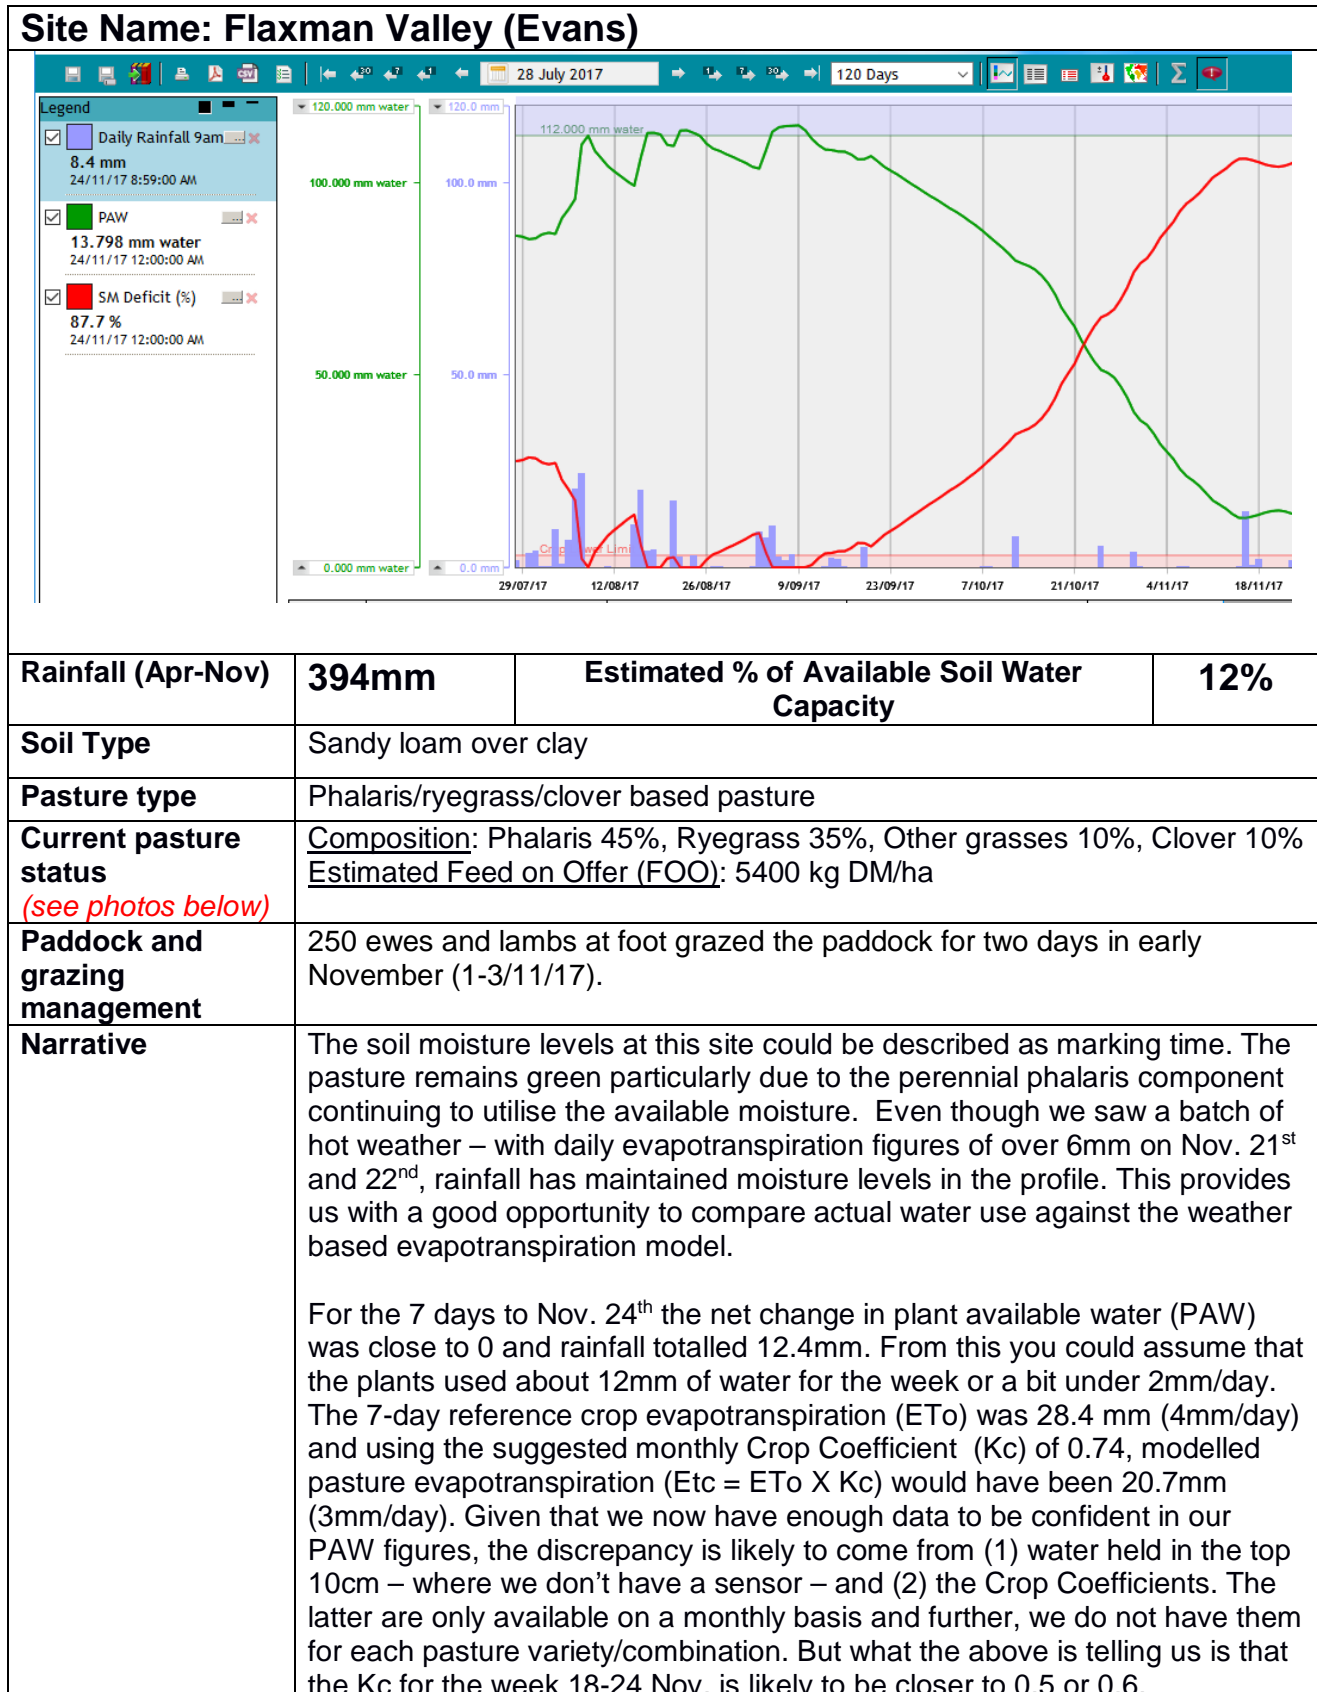 Site Name: Flaxman Valley (Evans)
28 July 2017
120 Days
Legend
Daily Rainfall 9am
8.4 mm
24/11/17 8:59:00 AM
PAW
13.798 mm water
24/11/17 12:00:00 AM
SM Deficit (%)
87.7 %
24/11/17 12:00:00 AM
120.000 mm water
120.0 mm
112.000 mm water
100.000 mm water
100.0 mm
50.000 mm water
50.0 mm
0.000 mm water
0.0 mm
29/07/17 12/08/17 26/08/17 9/09/17 23/09/17 7/10/17 21/10/17 4/11/17 18/11/17
Rainfall (Apr-Nov) 394mm Estimated % of Available Soil Water 12%
Capacity
Soil Type Sandy loam over clay
Pasture type Phalaris/ryegrass/clover based pasture
Current pasture Composition: Phalaris 45%, Ryegrass 35%, Other grasses 10%, Clover 10%
status Estimated Feed on Offer (FOO): 5400 kg DM/ha
(see photos below)
Paddock and 250 ewes and lambs at foot grazed the paddock for two days in early
grazing November (1-3/11/17).
management
Narrative The soil moisture levels at this site could be described as marking time. The
pasture remains green particularly due to the perennial phalaris component
continuing to utilise the available moisture.  Even though we saw a batch of
hot weather – with daily evapotranspiration figures of over 6mm on Nov. 21st
and 22nd, rainfall has maintained moisture levels in the profile. This provides
us with a good opportunity to compare actual water use against the weather
based evapotranspiration model.
For the 7 days to Nov. 24th the net change in plant available water (PAW)
was close to 0 and rainfall totalled 12.4mm. From this you could assume that
the plants used about 12mm of water for the week or a bit under 2mm/day.
The 7-day reference crop evapotranspiration (ETo) was 28.4 mm (4mm/day)
and using the suggested monthly Crop Coefficient  (Kc) of 0.74, modelled
pasture evapotranspiration (Etc = ETo X Kc) would have been 20.7mm
(3mm/day). Given that we now have enough data to be confident in our
PAW figures, the discrepancy is likely to come from (1) water held in the top
10cm – where we don't have a sensor – and (2) the Crop Coefficients. The
latter are only available on a monthly basis and further, we do not have them
for each pasture variety/combination. But what the above is telling us is that
the Kc for the week 18-24 Nov. is likely to be closer to 0.5 or 0.6.